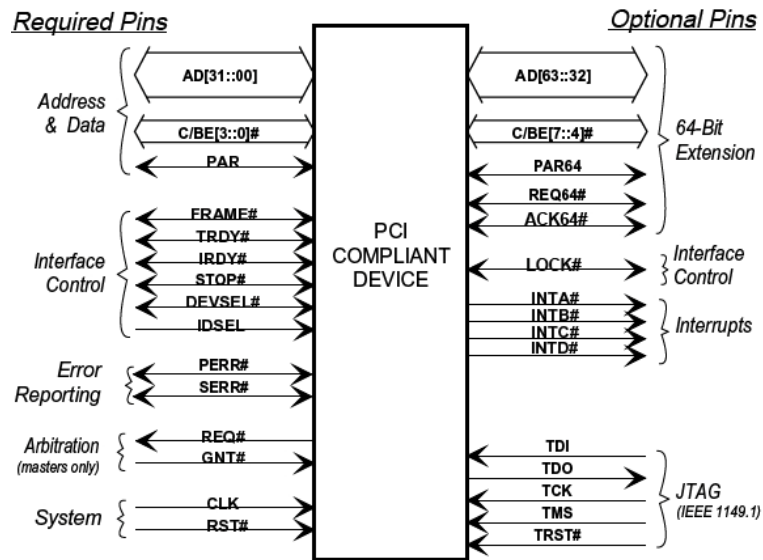 Required Pins
Optional Pins
Address
& Data
AD[31::00]
C/BE[3::0]#
PAR
Interface
Control
FRAME#
TRDY#
IRDY#
STOP#
DEVSEL#
IDSEL
Error
Reporting
PERR#
SERR#
Arbitration
(masters only)
REQ#
GNT#
System
CLK
RST#
PCI
COMPLIANT
DEVICE
AD[63::32]
C/BE[7::4]#
PAR64
REQ64#
ACK64#
64-Bit
Extension
LOCK#
Interface
Control
INTA#
INTB#
INTC#
INTD#
Interrupts
TDI
TDO
TCK
TMS
TRST#
JTAG
(IEEE 1149.1)